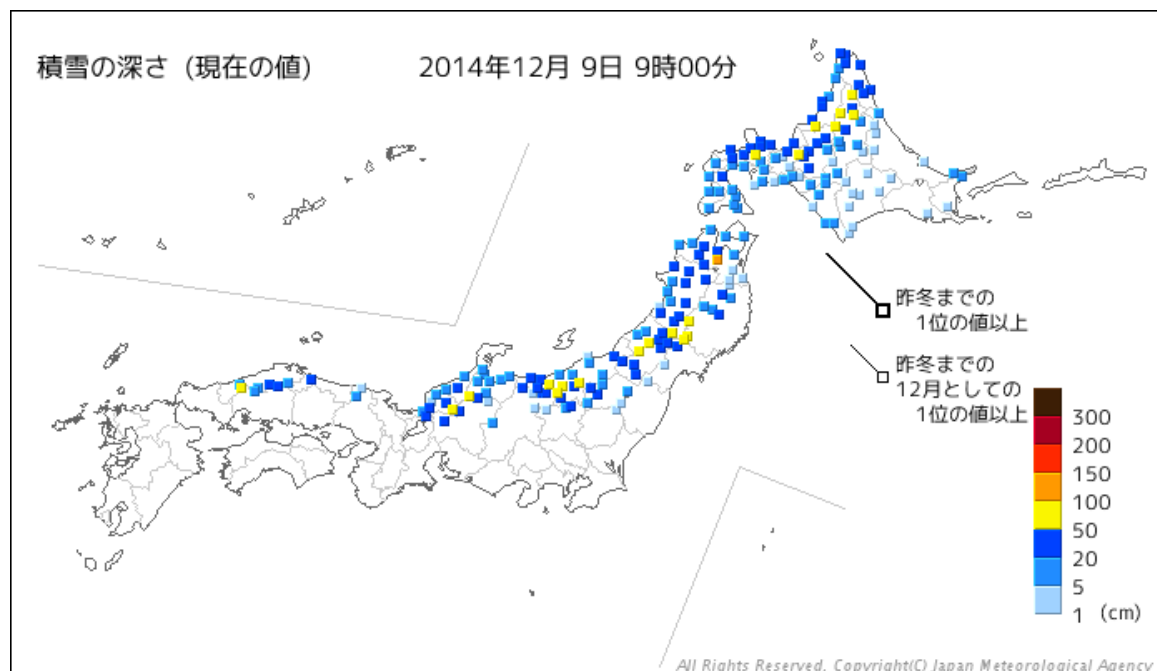 積雪の深さ (現在の値)
2014年12月 9日 9時00分
昨冬までの
1位の値以上
昨冬までの
12月としての
1位の値以上
300
200
150
100
50
20
5
1 (cm)
All Rights Reserved. Copyright(C) Japan Meteorological Agency